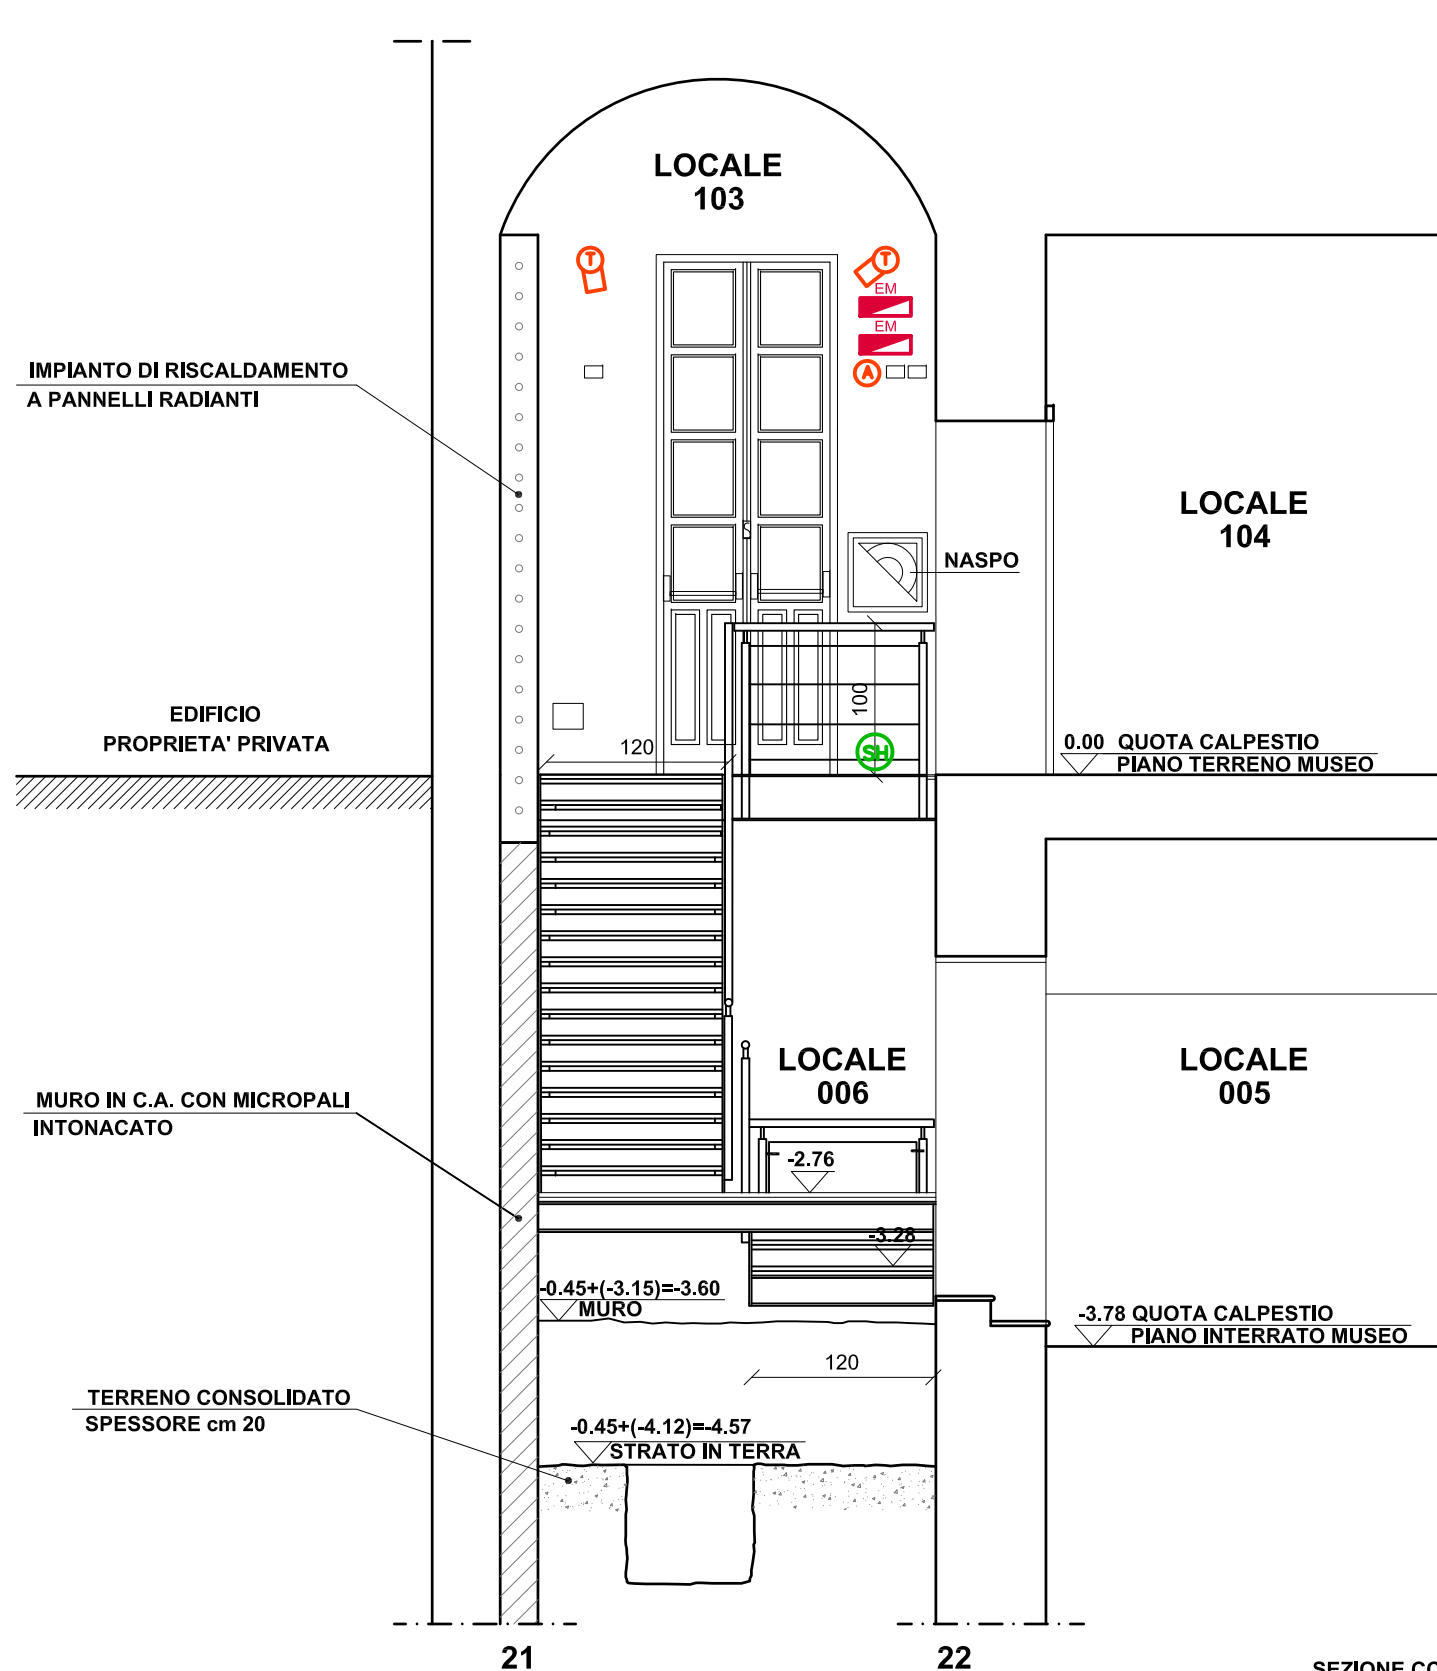 LOCALE
103
T
T
EM
EM
A
IMPIANTO DI RISCALDAMENTO
A PANNELLI RADIANTI
LOCALE
104
NASPO
EDIFICIO
PROPRIETA' PRIVATA
100
120
SH
0.00 QUOTA CALPESTIO
PIANO TERRENO MUSEO
LOCALE
006
LOCALE
005
MURO IN C.A. CON MICROPALI
INTONACATO
-2.76
-3.28
-0.45+(-3.15)=-3.60
MURO
-3.78 QUOTA CALPESTIO
PIANO INTERRATO MUSEO
120
TERRENO CONSOLIDATO
SPESSORE cm 20
-0.45+(-4.12)=-4.57
STRATO IN TERRA
21
22
SEZIONE